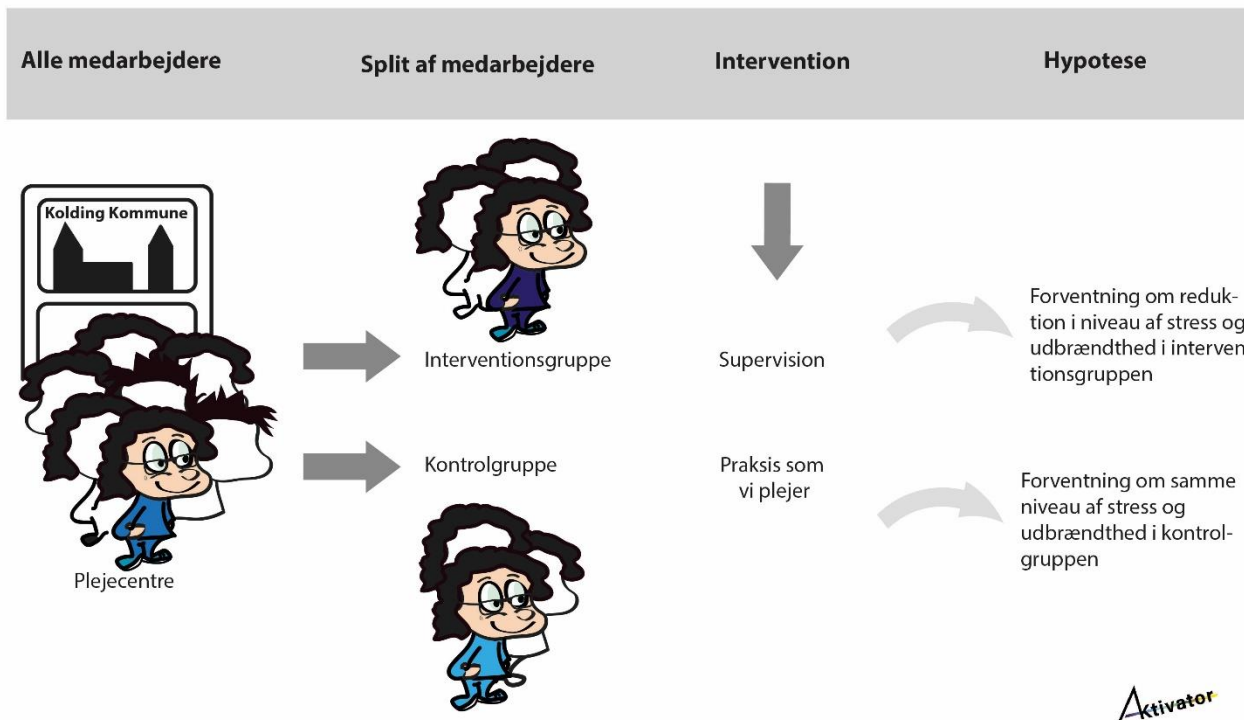 Alle medarbejdere
Split af medarbejdere
Intervention
Hypotese
Kolding Kommune
Plejecentre
Interventionsgruppe
Kontrolgruppe
Supervision
Praksis som
vi plejer
Forventning om reduk-
tion i niveau af stress og
udbrændthed i interven
tionsgruppen
Forventning om samme
niveau af stress og
udbrændthed i kontrol-
gruppen
Aktivator